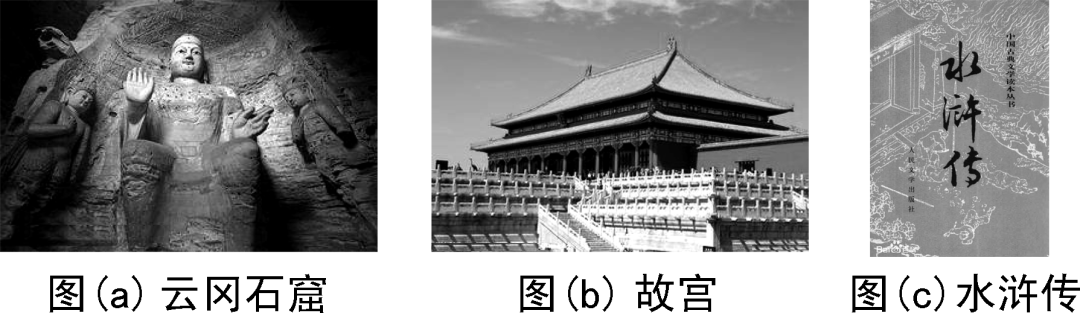 中国古典文学读本丛书
水浒传
人民文学出版社
图(a) 云冈石窟
图(b) 故宫
图(c)水浒传